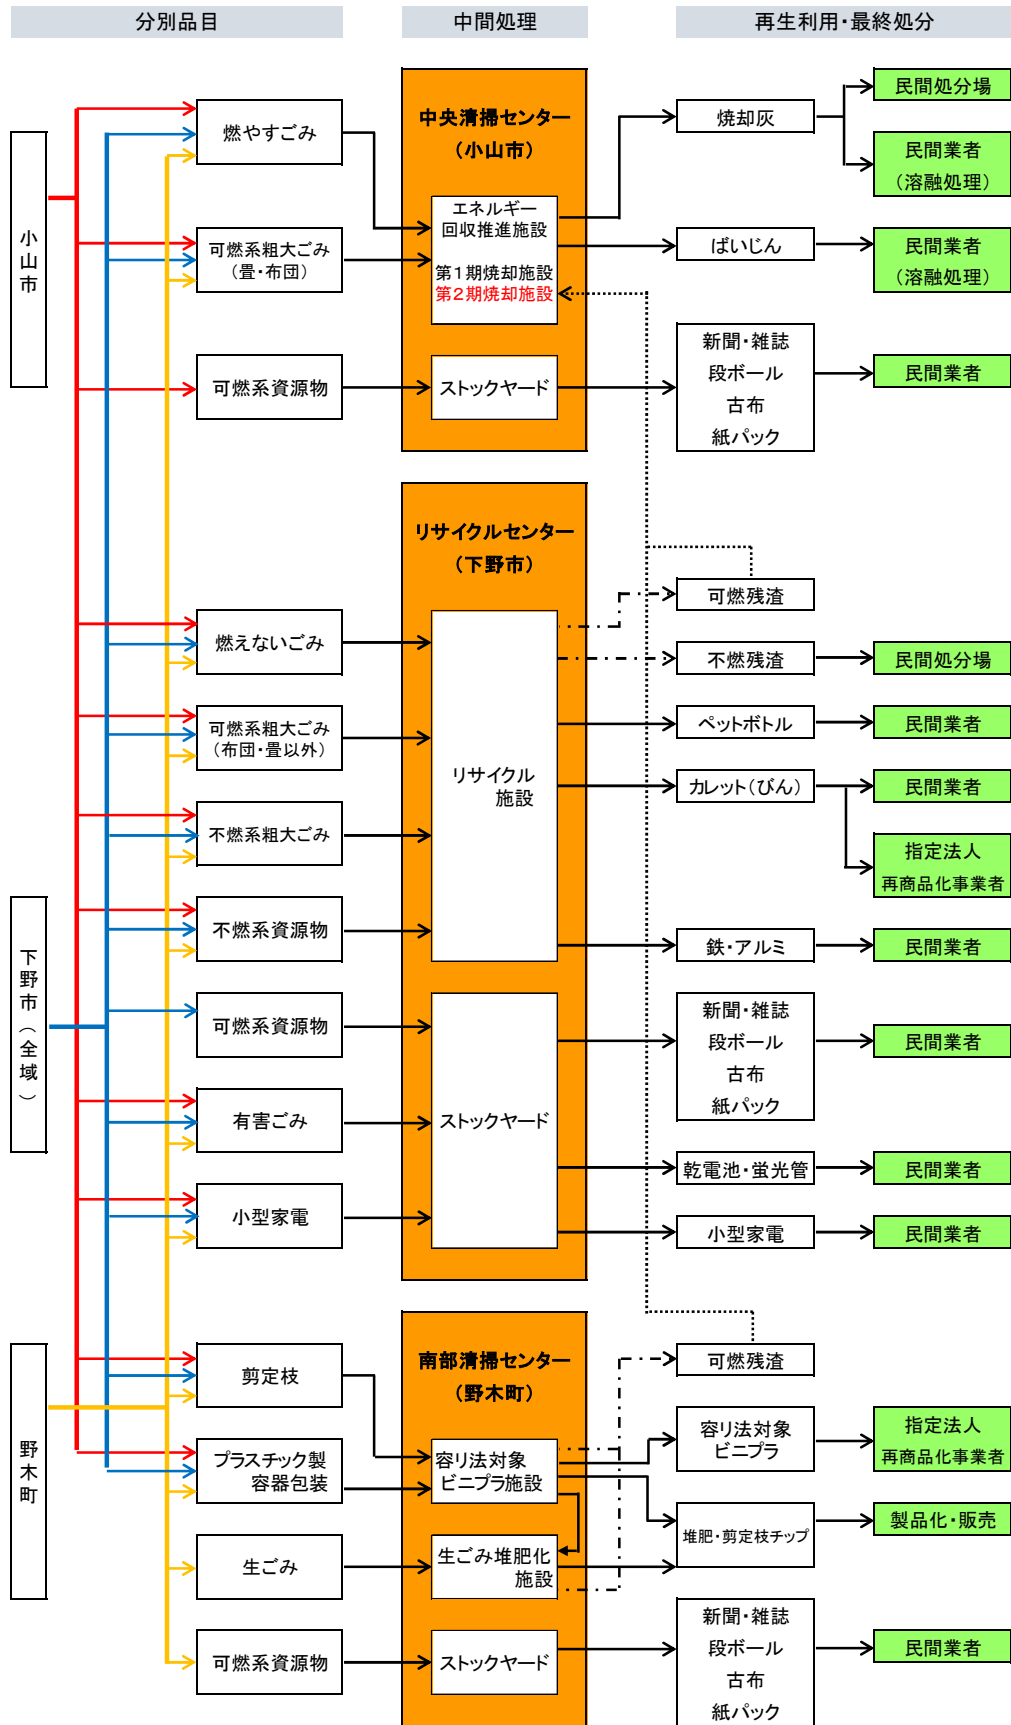 分別品目
中間処理
再生利用・最終処分
小山市
下野市（全域）
野木町
燃やすごみ
可燃系粗大ごみ
（畳・布団）
可燃系資源物
中央清掃センター
（小山市）
エネルギー
回収推進施設
第１期焼却施設
第２期焼却施設
ストックヤード
焼却灰
ばいじん
新聞・雑誌
段ボール
古布
紙パック
民間処分場
民間業者
（溶融処理）
民間業者
（溶融処理）
民間業者
燃えないごみ
可燃系粗大ごみ
（布団・畳以外）
不燃系粗大ごみ
不燃系資源物
可燃系資源物
有害ごみ
小型家電
リサイクルセンター
（下野市）
リサイクル
施設
ストックヤード
可燃残渣
不燃残渣
ペットボトル
カレット（びん）
鉄・アルミ
新聞・雑誌
段ボール
古布
紙パック
乾電池・蛍光管
小型家電
民間処分場
民間業者
民間業者
指定法人
再商品化事業者
民間業者
民間業者
民間業者
民間業者
剪定枝
プラスチック製
容器包装
生ごみ
可燃系資源物
南部清掃センター
（野木町）
容リ法対象
ビニプラ施設
生ごみ堆肥化
施設
ストックヤード
可燃残渣
容リ法対象
ビニプラ
堆肥・剪定枝チップ
新聞・雑誌
段ボール
古布
紙パック
指定法人
再商品化事業者
製品化・販売
民間業者